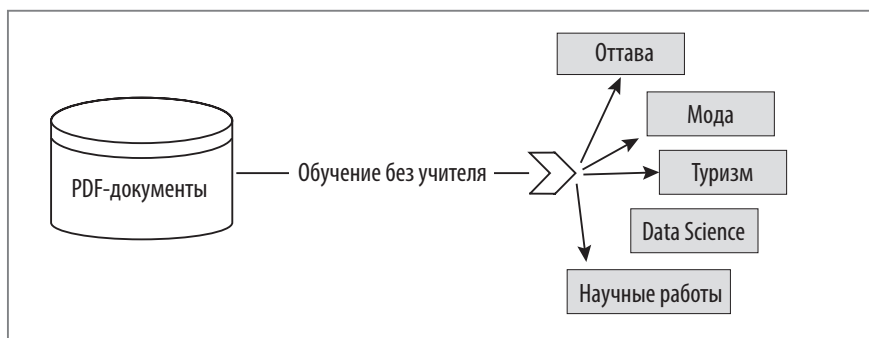 Оттава
Мода
PDF-документы
Обучение без учителя
Туризм
Data Science
Научные работы